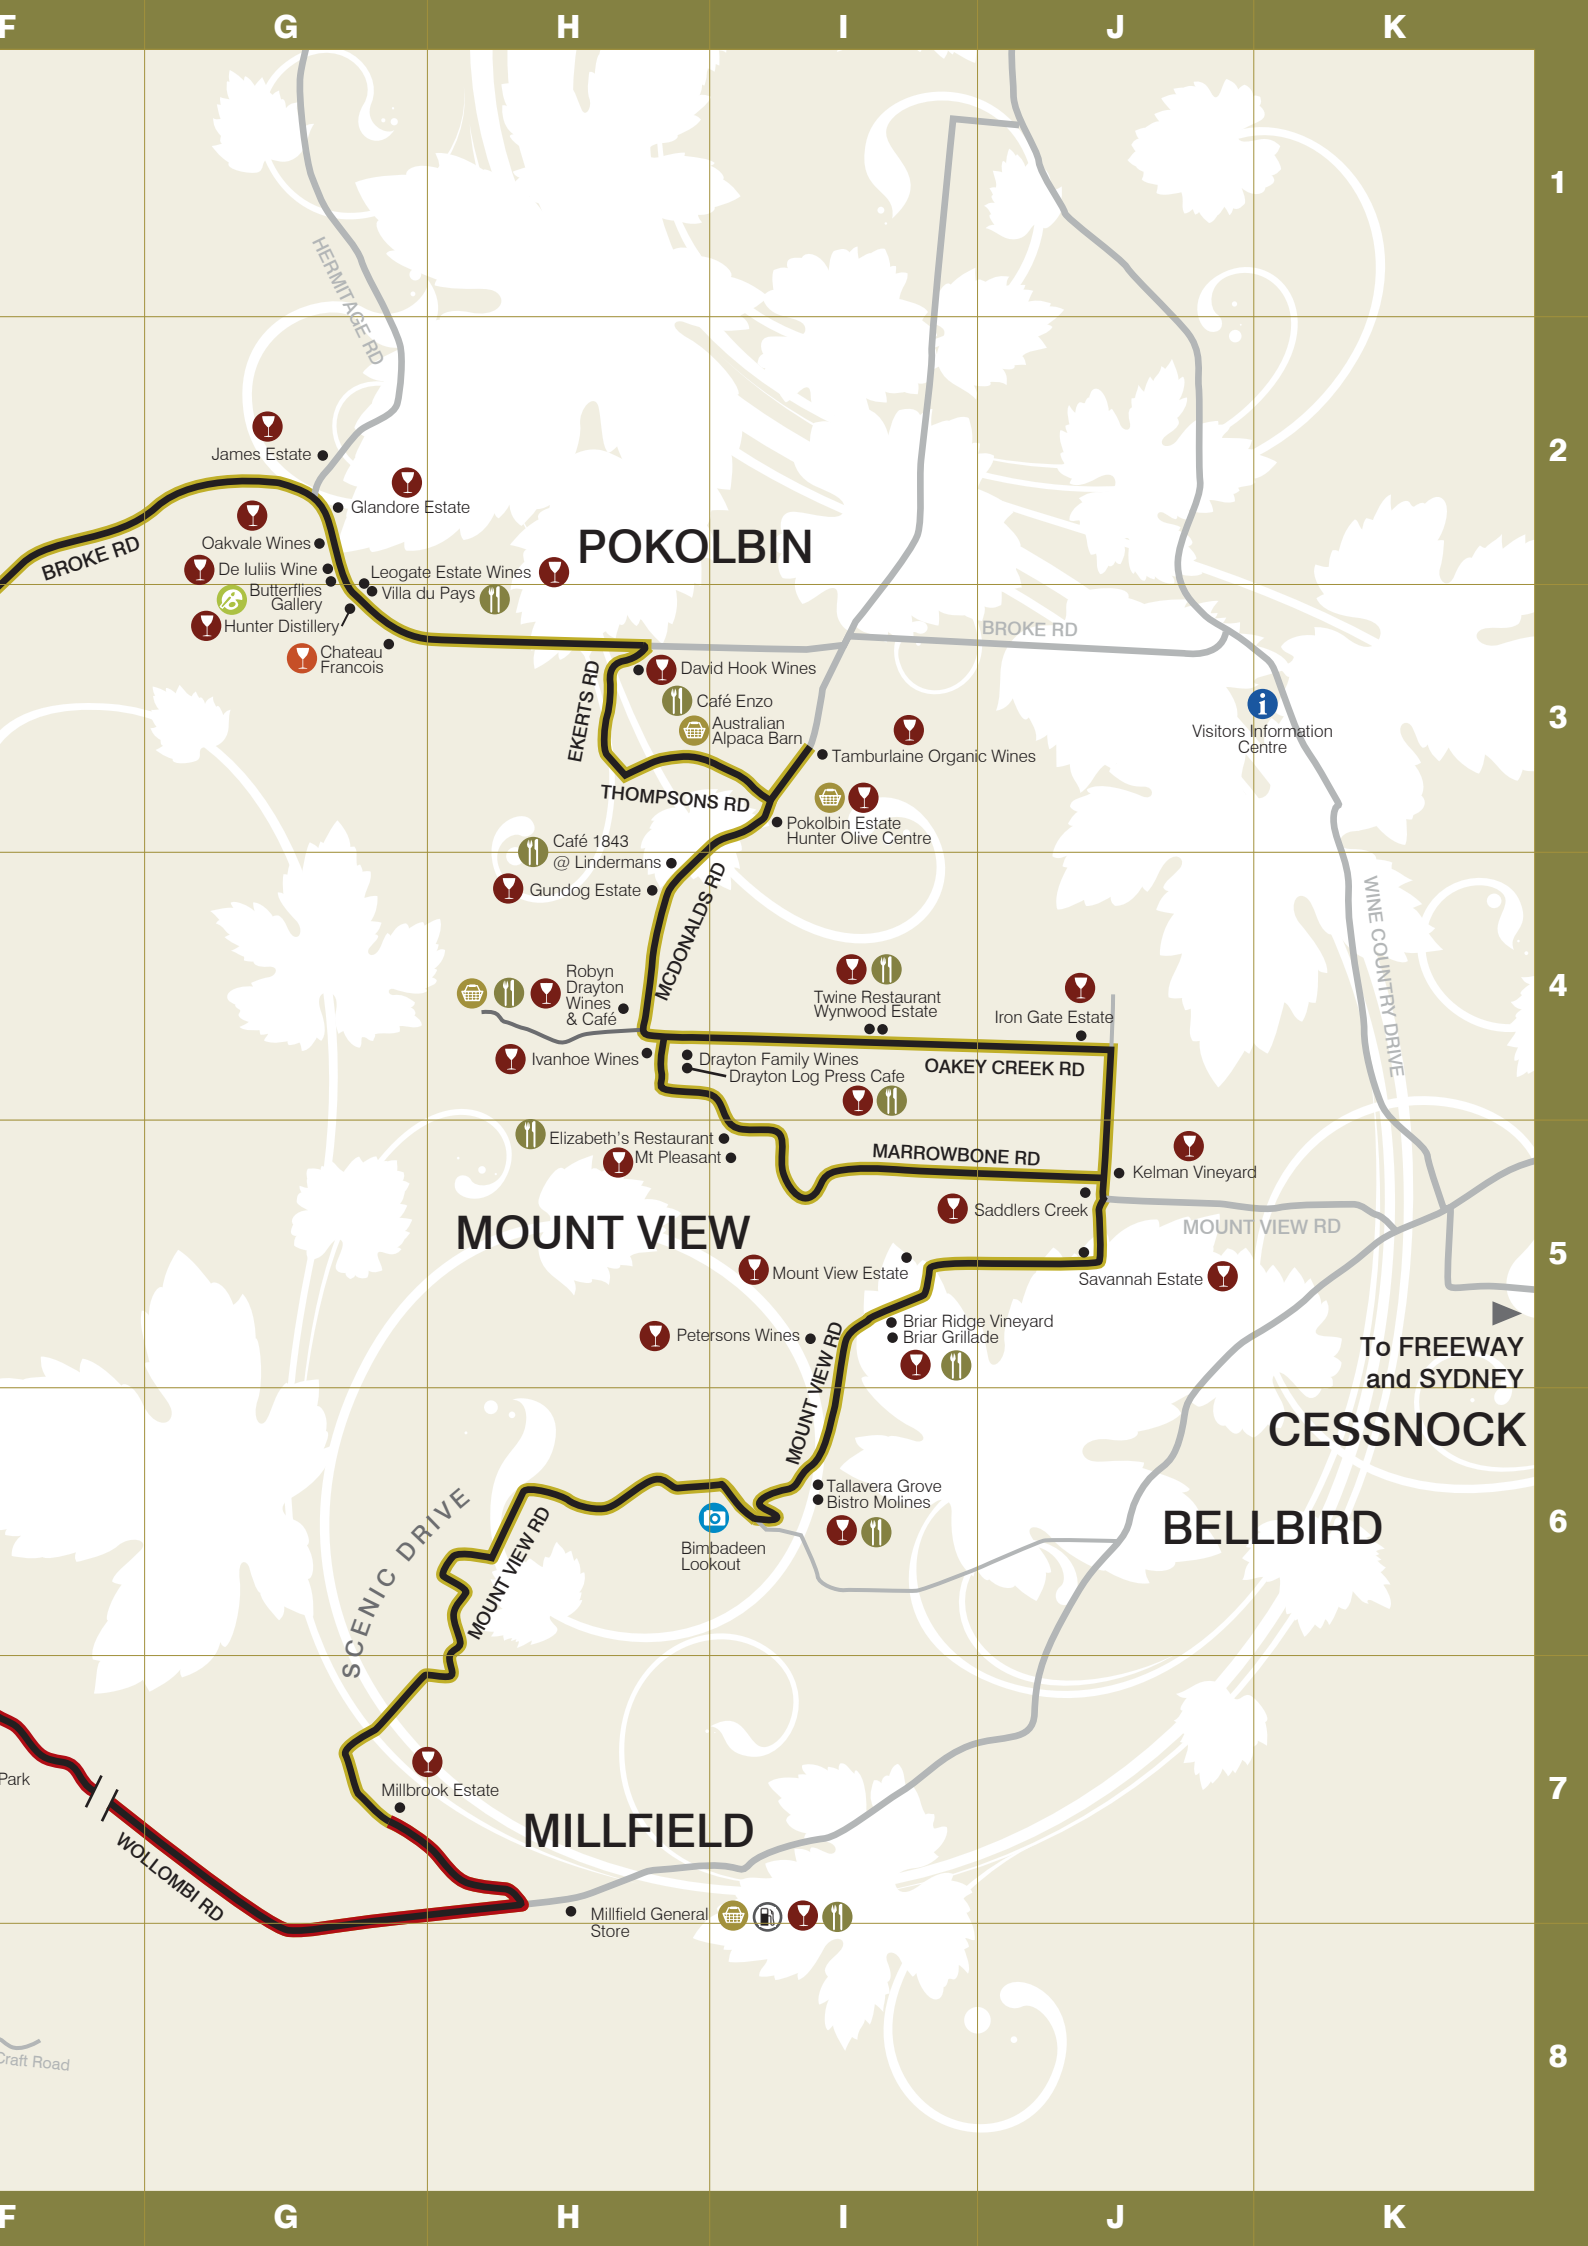 F G H I J K
1
HERMITAGE RD
2
James Estate
Glandore Estate
POKOLBIN
Oakvale Wines
BROKE RD
De Iuliis Wine
Leogate Estate Wines
Butterflies
Gallery
Villa du Pays
Hunter Distillery
BROKE RD
Chateau
Francois
EKERTS RD
David Hook Wines
Café Enzo
Australian
Alpaca Barn
3
Visitors Information
Centre
Tamburlaine Organic Wines
THOMPSONS RD
Pokolbin Estate
Hunter Olive Centre
Café 1843
@ Lindermans
Gundog Estate
MCDONALDS RD
WINE COUNTRY DRIVE
4
Robyn
Drayton
Wines
& Café
Twine Restaurant
Wynwood Estate
Iron Gate Estate
Ivanhoe Wines
Drayton Family Wines
Drayton Log Press Cafe
OAKEY CREEK RD
Elizabeth's Restaurant
Mt Pleasant
MARROWBONE RD
Kelman Vineyard
Saddlers Creek
MOUNT VIEW
MOUNT VIEW RD
5
Mount View Estate
Savannah Estate
Petersons Wines
Briar Ridge Vineyard
Briar Grillade
To FREEWAY
and SYDNEY
MOUNT VIEW RD
CESSNOCK
Tallavera Grove
Bistro Molines
BELLBIRD
6
SCENIC DRIVE
MOUNT VIEW RD
Bimbadeen
Lookout
Park
7
Millbrook Estate
MILLFIELD
WOLLOMBI RD
Millfield General
Store
8
Craft Road
F G H I J K